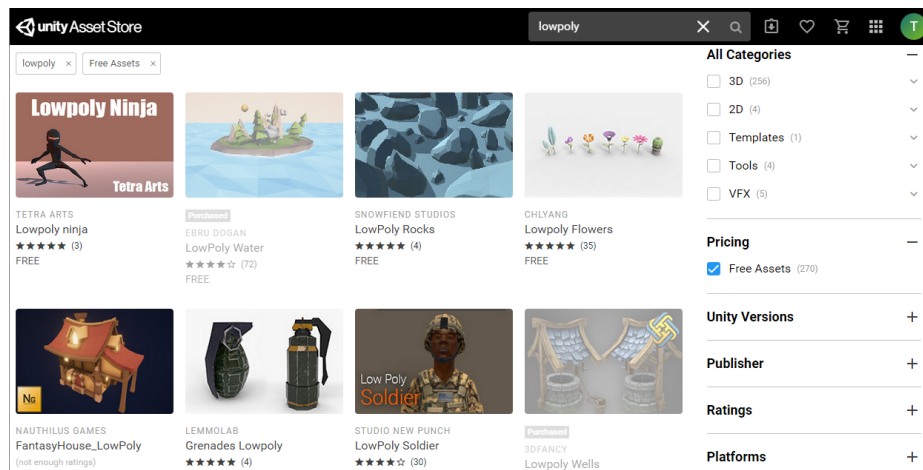 unity Asset Store
lowpoly
T
lowpoly ×
Free Assets ×
Lowpoly Ninja
Tetra Arts
TETRA ARTS
Lowpoly ninja
(3)
FREE
Purchased
EBRU DOGAN
LowPoly Water
(72)
FREE
SNOWFIEND STUDIOS
LowPoly Rocks
(4)
FREE
CHLYANG
Lowpoly Flowers
(35)
FREE
NG
NAUTHILUS GAMES
FantasyHouse_LowPoly
(not enough ratings)
LEMMOLAB
Grenades Lowpoly
(4)
Low Poly
Soldier
STUDIO NEW PUNCH
LowPoly Soldier
(30)
Purchased
3DFANCY
Lowpoly Wells
All Categories
3D (256)
2D (4)
Templates (1)
Tools (4)
VFX (5)
Pricing
Free Assets (270)
Unity Versions
Publisher
Ratings
Platforms